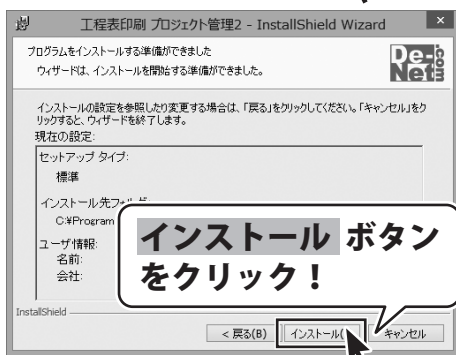 工程表印刷 プロジェクト管理2 - InstallShield Wizard
プログラムをインストールする準備ができました
ウィザードは、インストールを開始する準備ができました。
De-
Net
.com
インストールの設定を参照したり変更する場合は、「戻る」をクリックしてください。「キャンセル」をク
リックすると、ウィザードを終了します。
現在の設定:
セットアップ タイプ:
標準
インストール先フォルダ:
C:¥Program
ユーザ情報:
名前:
会社:
インストール ボタン
をクリック！
InstallShield
< 戻る(B)
インストール(
キャンセル